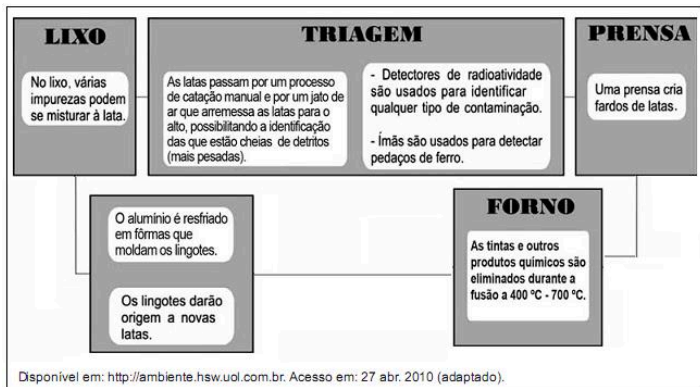 LIXO
No lixo, várias
impurezas podem
se misturar à lata.
TRIAGEM
As latas passam por um processo
de catação manual e por um jato de
ar que arremessa as latas para o
alto, possibilitando a identificação
das que estão cheias de detritos
(mais pesadas).
- Detectores de radioatividade
são usados para identificar
qualquer tipo de contaminação.
- Ímãs são usados para detectar
pedaços de ferro.
PRENSA
Uma prensa cria
fardos de latas.
O alumínio é resfriado
em fôrmas que
moldam os lingotes.
Os lingotes darão
origem a novas
latas.
FORNO
As tintas e outros
produtos químicos são
eliminados durante a
fusão a 400 ºC - 700 ºC.
Disponível em: http://ambiente.hsw.uol.com.br. Acesso em: 27 abr. 2010 (adaptado).